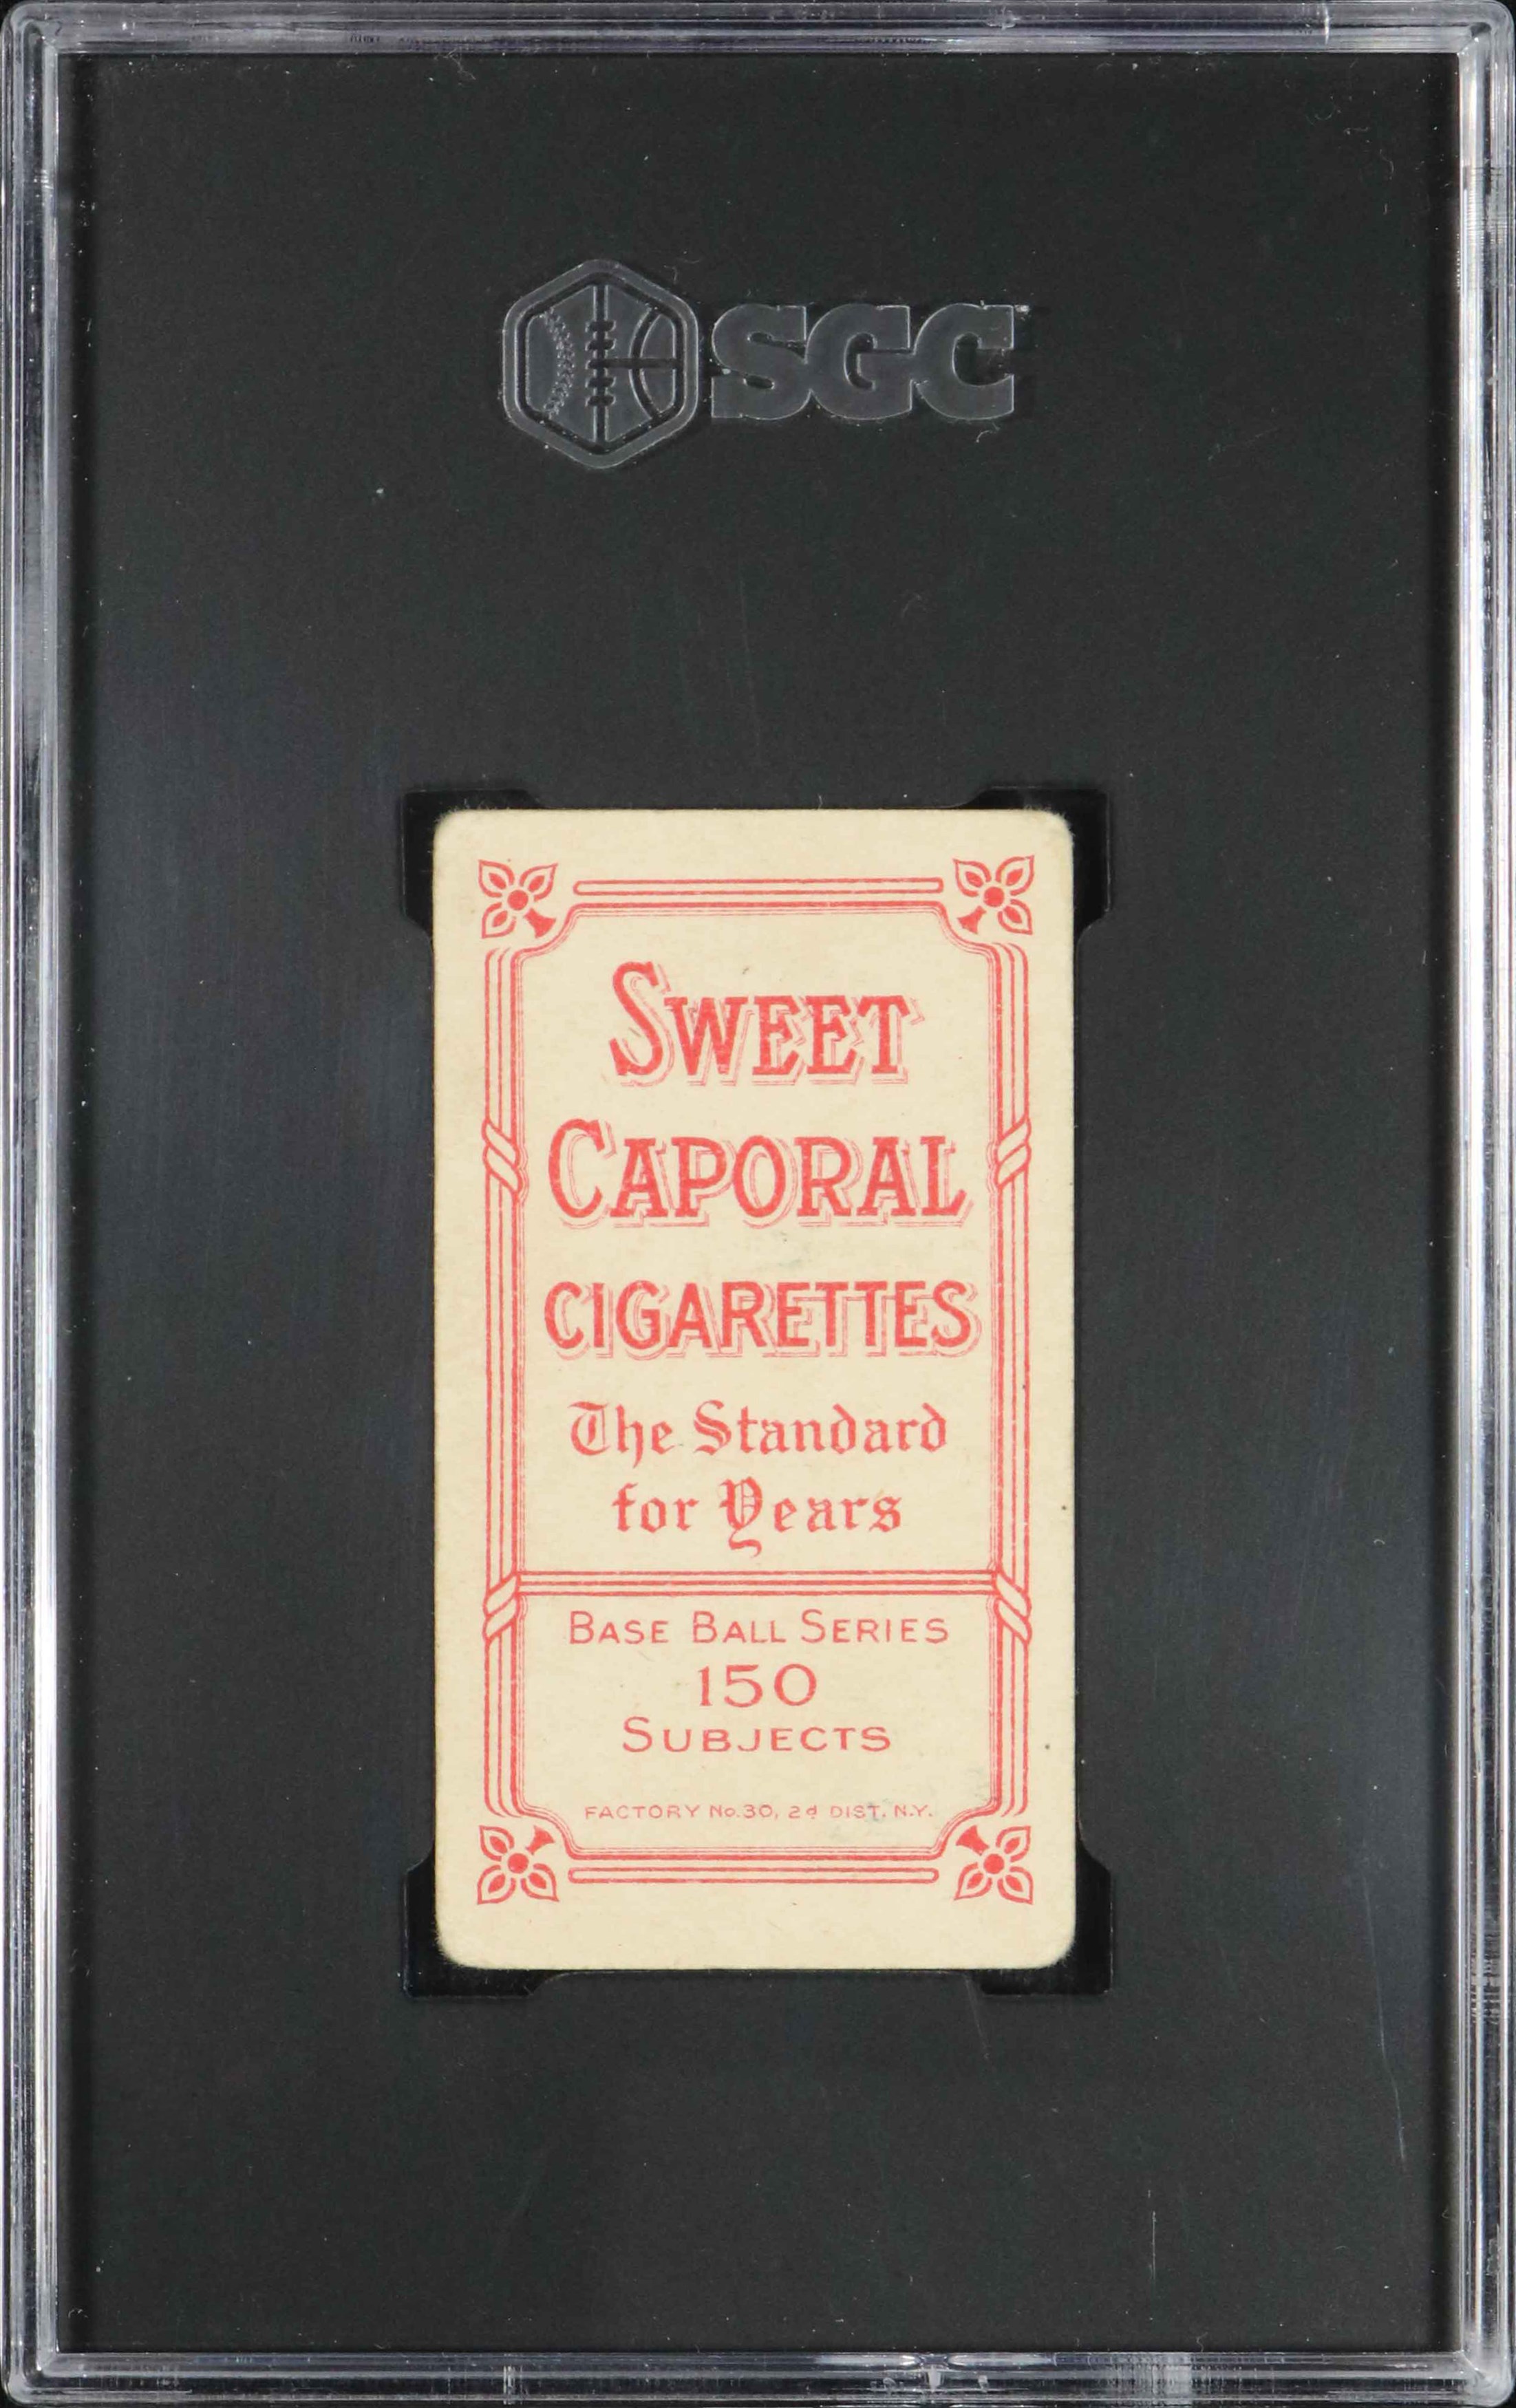 SGC
SWEET
CAPORAL
CIGARETTES
The Standard
for Years
BASE BALL SERIES
150
SUBJECTS
FACTORY No.30, 2d DIST. N.Y.